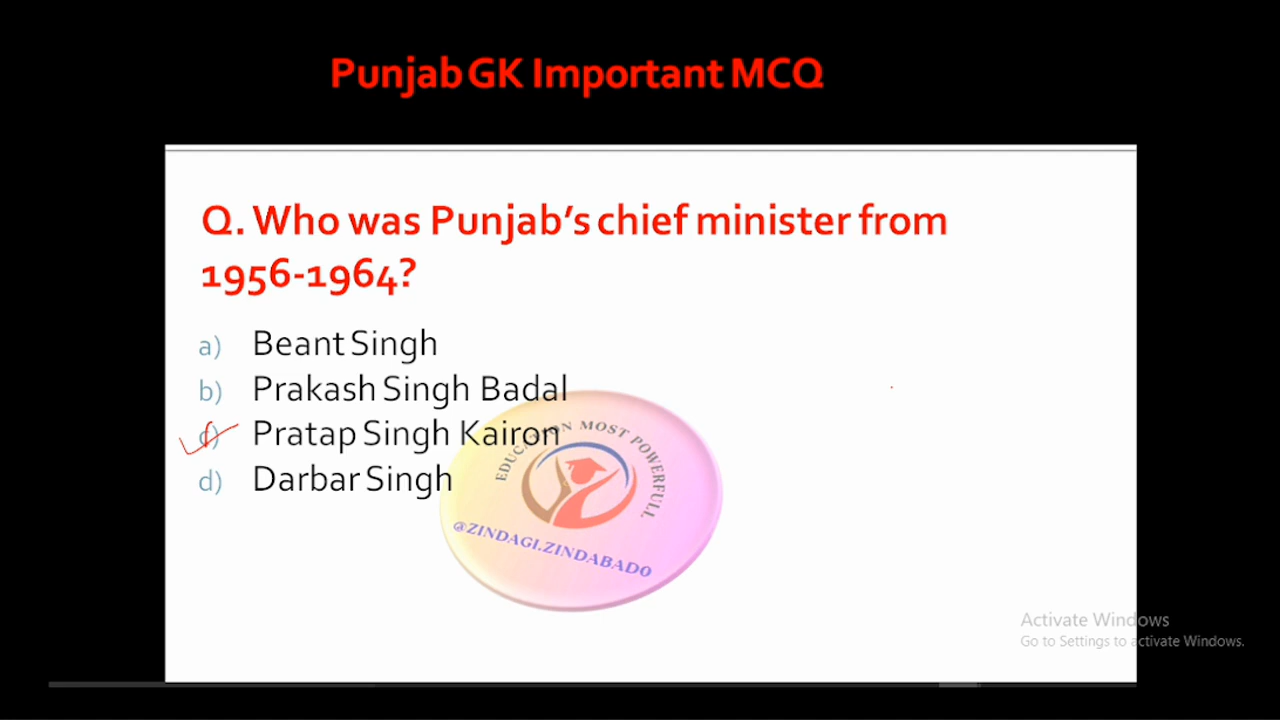 Punjab GK Important MCQ
Q. Who was Punjab's chief minister from
1956-1964?
a) Beant Singh
b) Prakash Singh Badal
c) Pratap Singh Kairon
d) Darbar Singh
EDUCATION MOST POWERFULL
@ZINDAGI.ZINDABAD0
Activate Windows
Go to Settings to activate Windows.